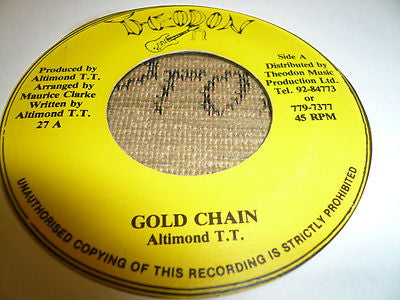 THEODON
Produced by
Altimond T.T.
Arranged by
Maurice Clarke
Written by
Altimond T.T.
27 A
Side A
Distributed by
Theodon Music
Production Ltd.
Tel. 92-84773
or
779-7377
45 RPM
GOLD CHAIN
Altimond T.T.
UNAUTHORISED COPYING OF THIS RECORDING IS STRICTLY PROHIBITED